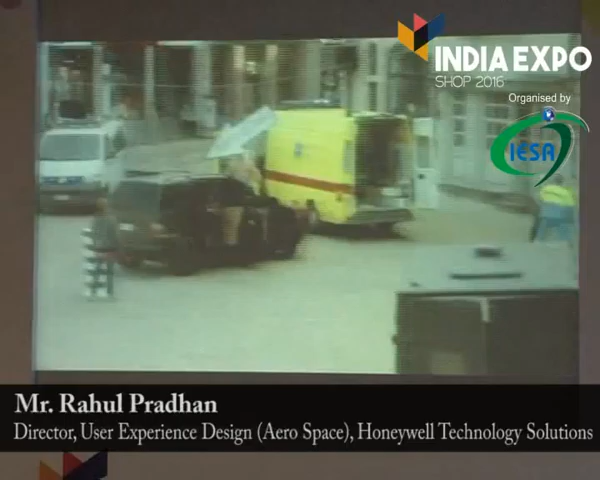 INDIA EXPO
SHOP 2016
Organised by
IESA
Mr. Rahul Pradhan
Director, User Experience Design (Aero Space), Honeywell Technology Solutions